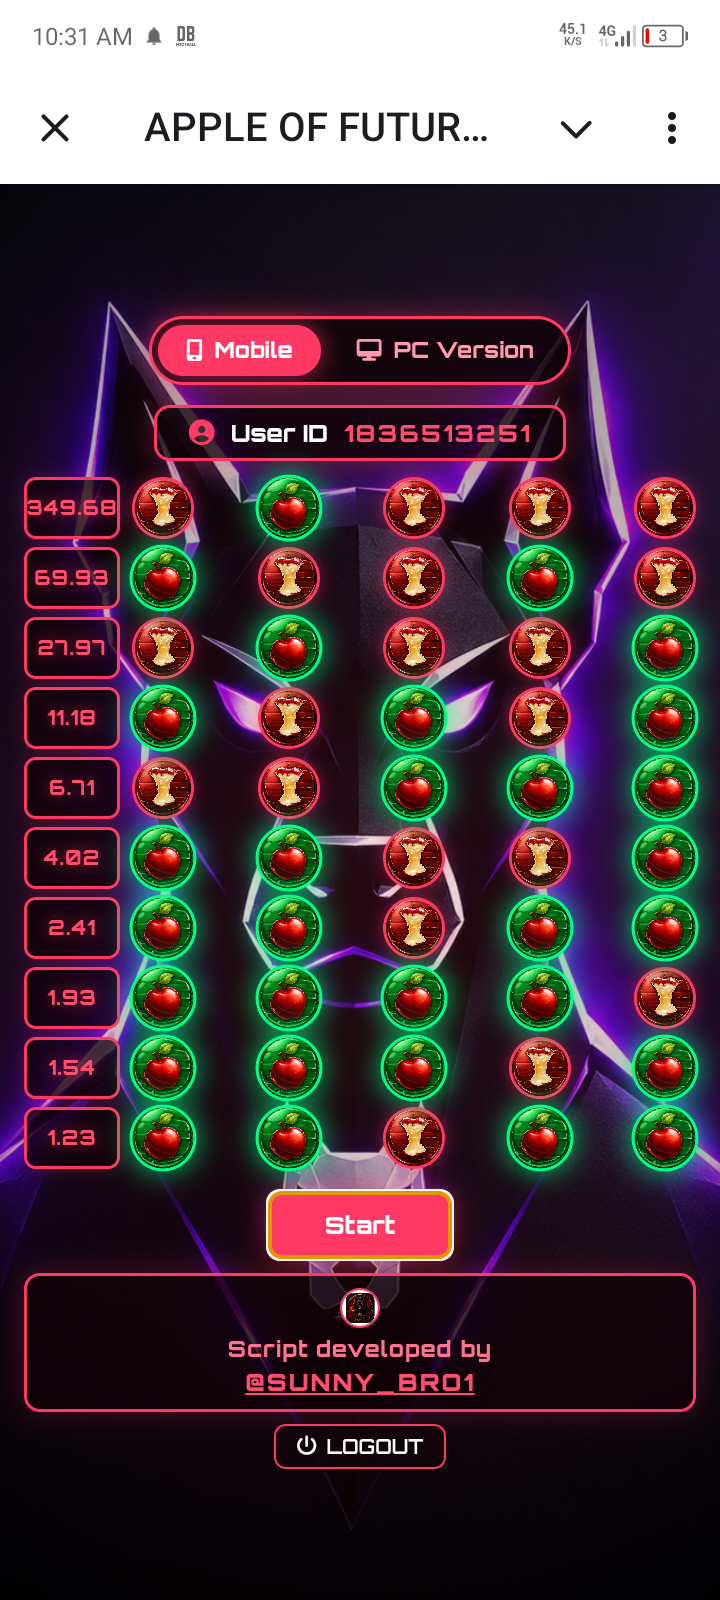 10:31 AM DB FOOTBALL 45.1 K/S 4G 3
APPLE OF FUTUR...
Mobile PC Version
User ID 1836513251
349.68
69.93
27.97
11.18
6.71
4.02
2.41
1.93
1.54
1.23
Start
Script developed by
@SUNNY_BRO1
LOGOUT